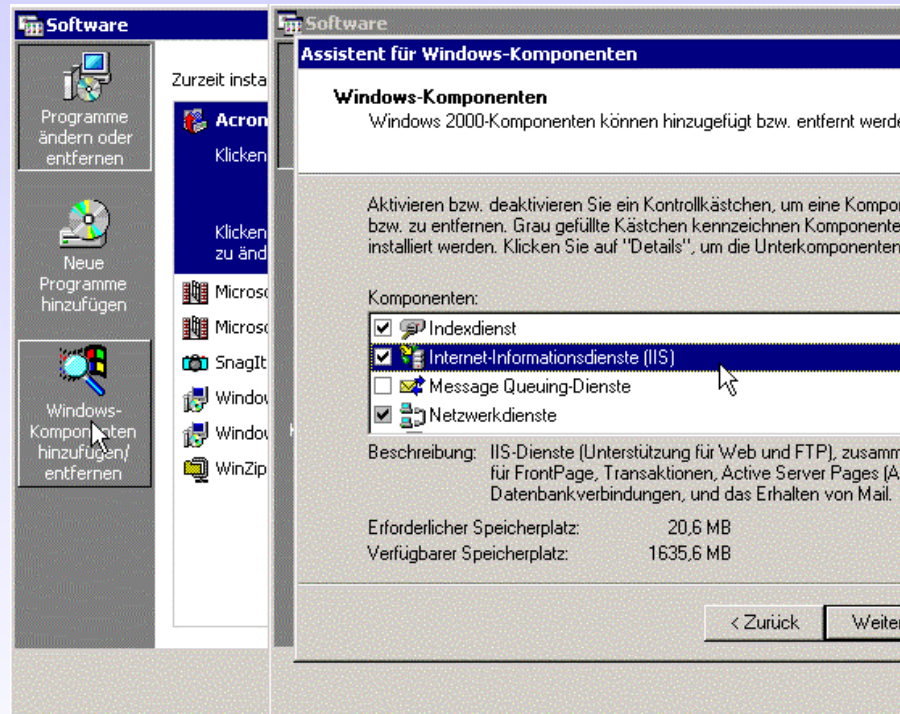 Software
Programme
ändern oder
entfernen
Neue
Programme
hinzufügen
Windows-
Komponenten
hinzufügen/
entfernen
Zurzeit insta
Acron
Klicken
Klicken
zu änd
Microso
Microso
SnagIt
Window
Window
WinZip
Software
Assistent für Windows-Komponenten
Windows-Komponenten
Windows 2000-Komponenten können hinzugefügt bzw. entfernt werde
Aktivieren bzw. deaktivieren Sie ein Kontrollkästchen, um eine Kompo
bzw. zu entfernen. Grau gefüllte Kästchen kennzeichnen Komponente
installiert werden. Klicken Sie auf "Details", um die Unterkomponenten
Komponenten:
Indexdienst
Internet-Informationsdienste (IIS)
Message Queuing-Dienste
Netzwerkdienste
Beschreibung: IIS-Dienste (Unterstützung für Web und FTP), zusamm
für FrontPage, Transaktionen, Active Server Pages (A
Datenbankverbindungen, und das Erhalten von Mail.
Erforderlicher Speicherplatz: 20,6 MB
Verfügbarer Speicherplatz: 1635,6 MB
< Zurück
Weiter